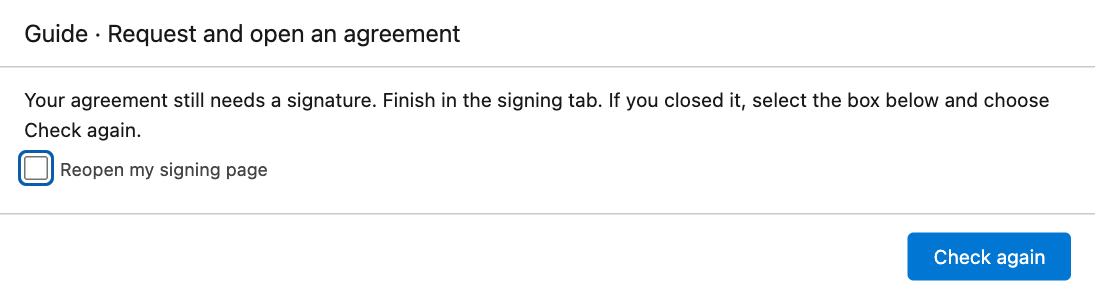 Guide · Request and open an agreement
Your agreement still needs a signature. Finish in the signing tab. If you closed it, select the box below and choose
Check again.
Reopen my signing page
Check again